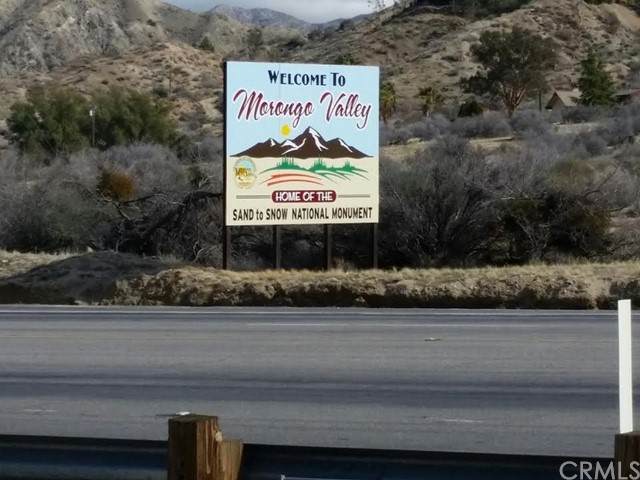 WELCOME TO
Morongo Valley
HOME OF THE
SAND to SNOW NATIONAL MONUMENT
CRMLS